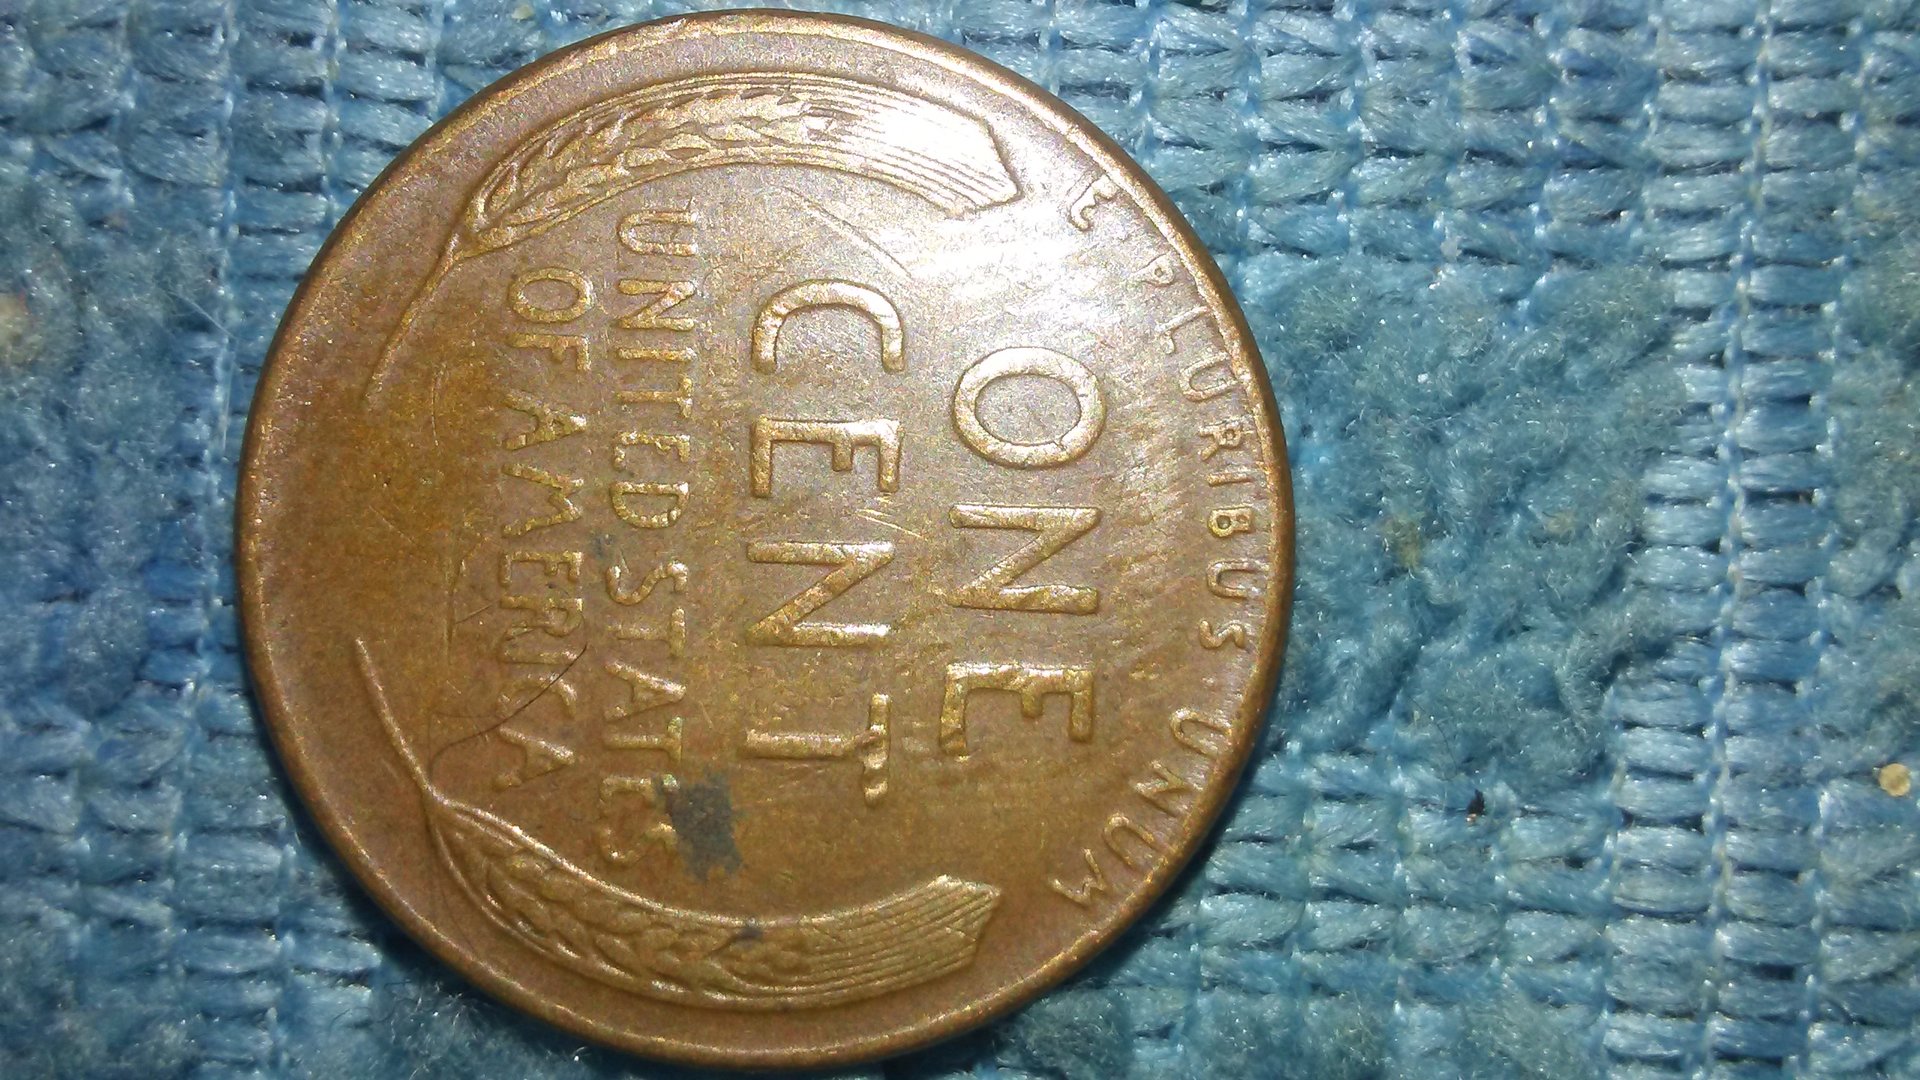 E·PLURIBUS·UNUM
ONE
CENT
UNITED STATES
OF AMERICA